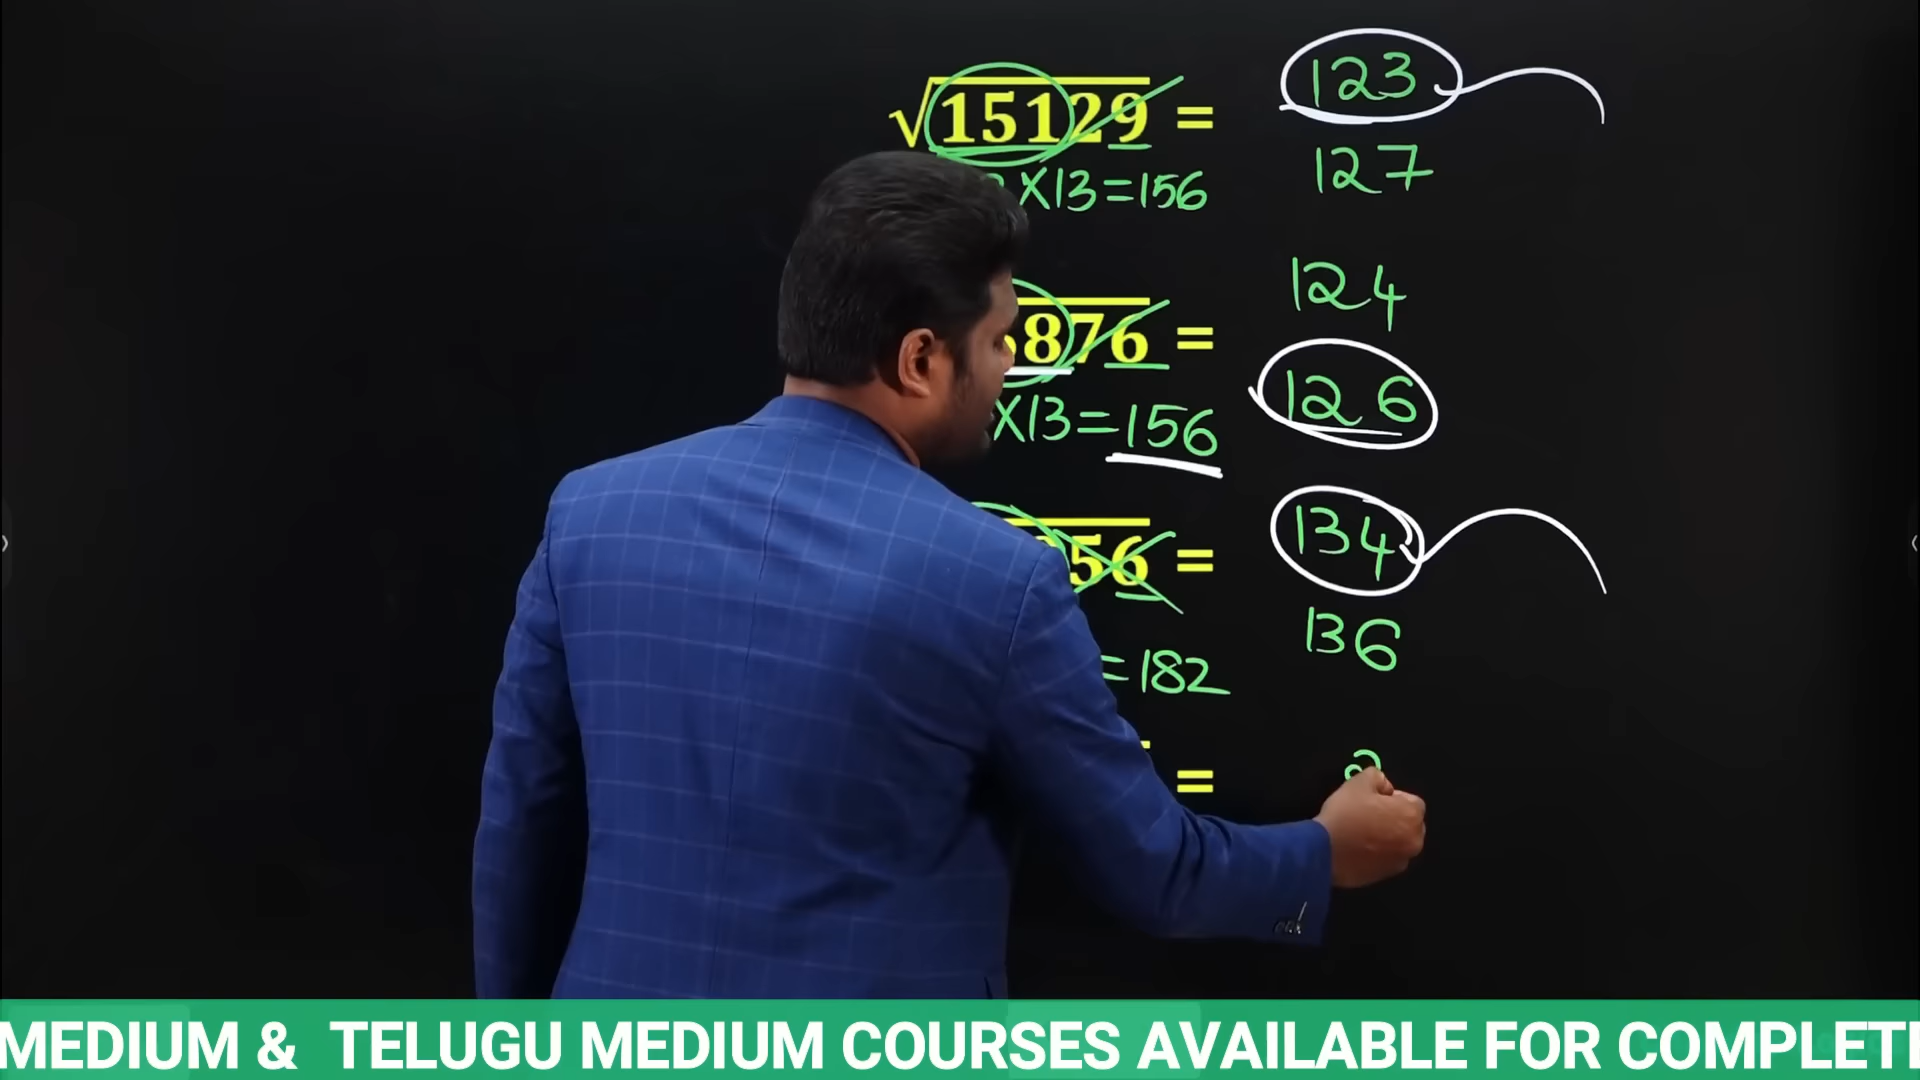 √15129 = 123
127
X13=156
124
876 =
126
X13=156
134
56 =
136
=182
=
MEDIUM & TELUGU MEDIUM COURSES AVAILABLE FOR COMPLETE